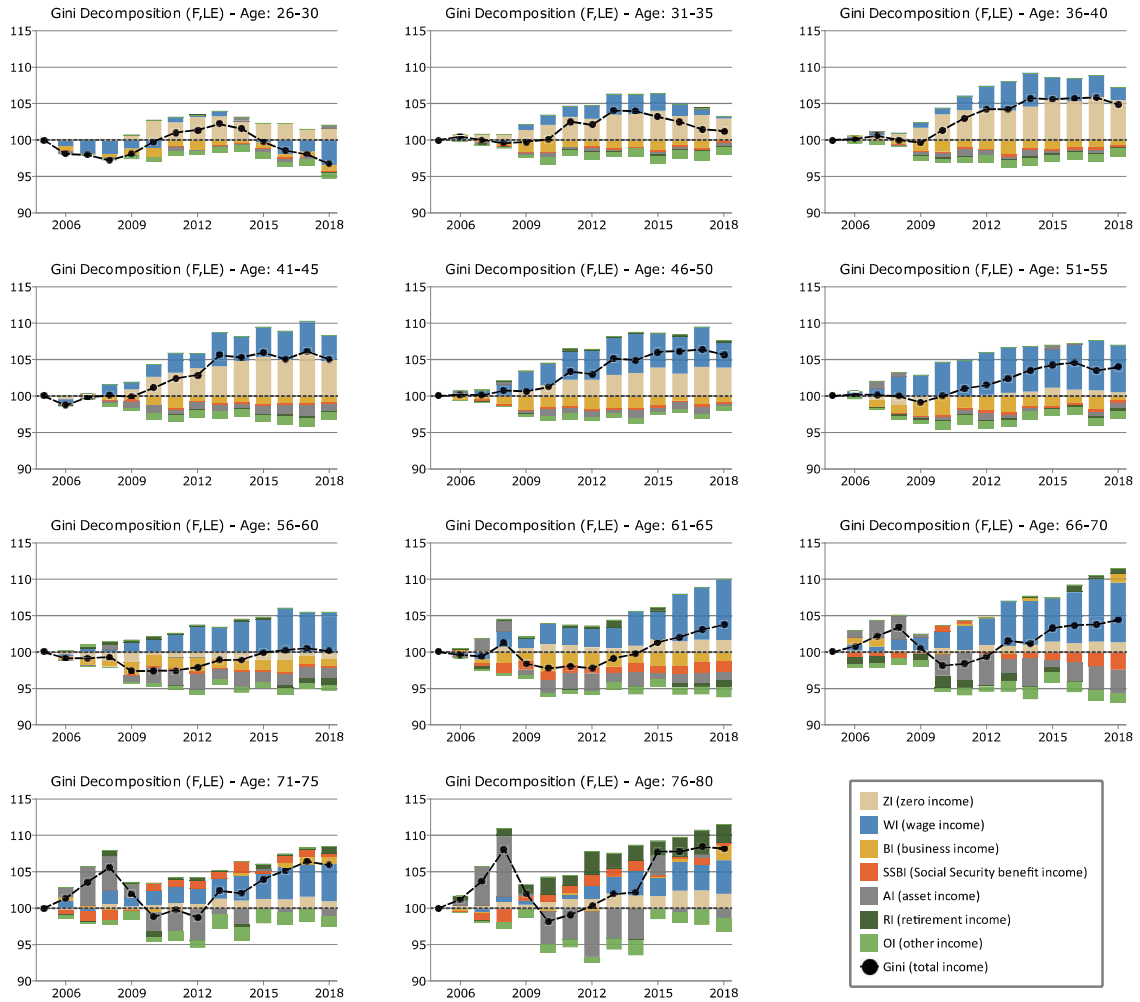 Gini Decomposition (F,LE) - Age: 26-30
Gini Decomposition (F,LE) - Age: 31-35
Gini Decomposition (F,LE) - Age: 36-40
115
110
105
100
95
90
2006 2009 2012 2015 2018
115
110
105
100
95
90
2006 2009 2012 2015 2018
115
110
105
100
95
90
2006 2009 2012 2015 2018
Gini Decomposition (F,LE) - Age: 41-45
Gini Decomposition (F,LE) - Age: 46-50
Gini Decomposition (F,LE) - Age: 51-55
115
110
105
100
95
90
2006 2009 2012 2015 2018
115
110
105
100
95
90
2006 2009 2012 2015 2018
115
110
105
100
95
90
2006 2009 2012 2015 2018
Gini Decomposition (F,LE) - Age: 56-60
Gini Decomposition (F,LE) - Age: 61-65
Gini Decomposition (F,LE) - Age: 66-70
115
110
105
100
95
90
2006 2009 2012 2015 2018
115
110
105
100
95
90
2006 2009 2012 2015 2018
115
110
105
100
95
90
2006 2009 2012 2015 2018
Gini Decomposition (F,LE) - Age: 71-75
Gini Decomposition (F,LE) - Age: 76-80
115
110
105
100
95
90
2006 2009 2012 2015 2018
115
110
105
100
95
90
2006 2009 2012 2015 2018
ZI (zero income)
WI (wage income)
BI (business income)
SSBI (Social Security benefit income)
AI (asset income)
RI (retirement income)
OI (other income)
Gini (total income)